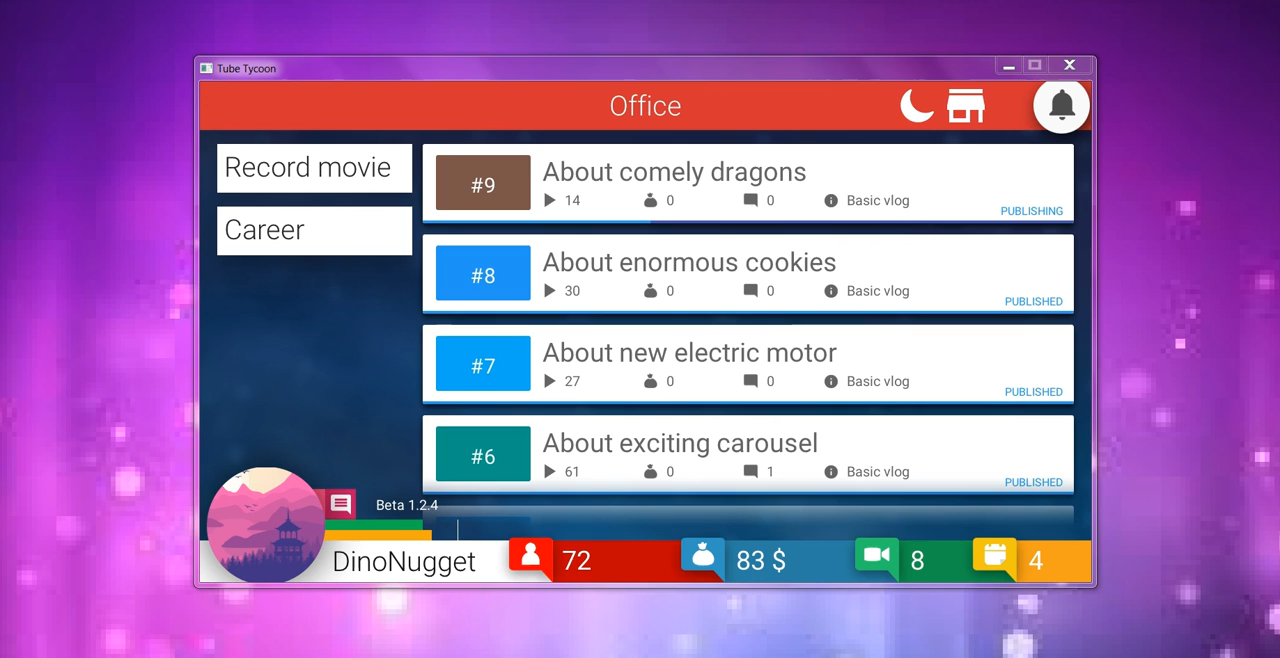 Tube Tycoon
Office
Record movie
Career
#9
About comely dragons
14 0 0 Basic vlog
PUBLISHING
#8
About enormous cookies
30 0 0 Basic vlog
PUBLISHED
#7
About new electric motor
27 0 0 Basic vlog
PUBLISHED
#6
About exciting carousel
61 0 1 Basic vlog
PUBLISHED
Beta 1.2.4
DinoNugget 72 83 $ 8 4